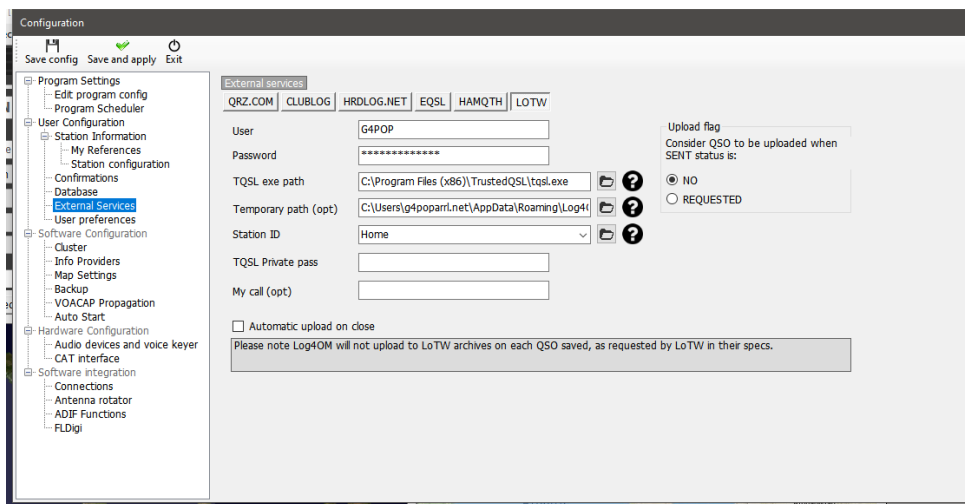 Configuration
Save config Save and apply Exit
Program Settings
Edit program config
Program Scheduler
User Configuration
Station Information
My References
Station configuration
Confirmations
Database
External Services
User preferences
Software Configuration
Cluster
Info Providers
Map Settings
Backup
VOACAP Propagation
Auto Start
Hardware Configuration
Audio devices and voice keyer
CAT interface
Software integration
Connections
Antenna rotator
ADIF Functions
FLDigi
External services
QRZ.COM CLUBLOG HRDLOG.NET EQSL HAMQTH LOTW
User G4POP
Password *************
TQSL exe path C:\Program Files (x86)\TrustedQSL\tqsl.exe ?
Temporary path (opt) C:\Users\g4poparrl.net\AppData\Roaming\Log4( ?
Station ID Home ?
TQSL Private pass
My call (opt)
Automatic upload on close
Please note Log4OM will not upload to LoTW archives on each QSO saved, as requested by LoTW in their specs.
Upload flag
Consider QSO to be uploaded when
SENT status is:
NO
REQUESTED